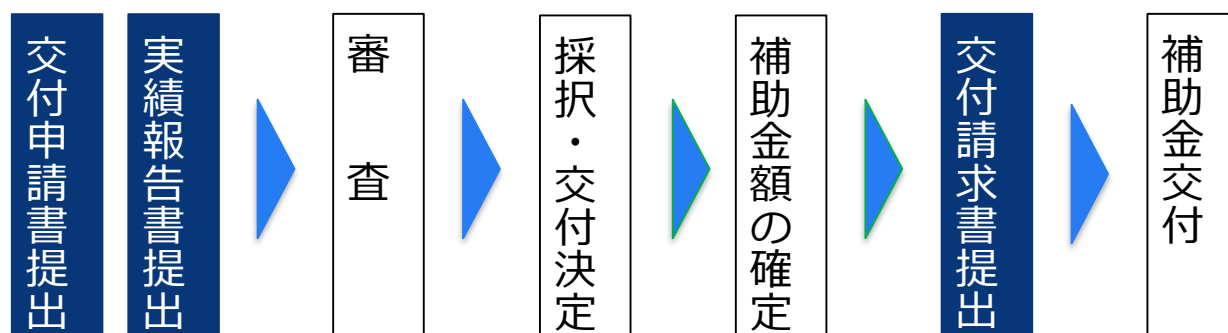 交付申請書提出
実績報告書提出
審査
採択・交付決定
補助金額の確定
交付請求書提出
補助金交付